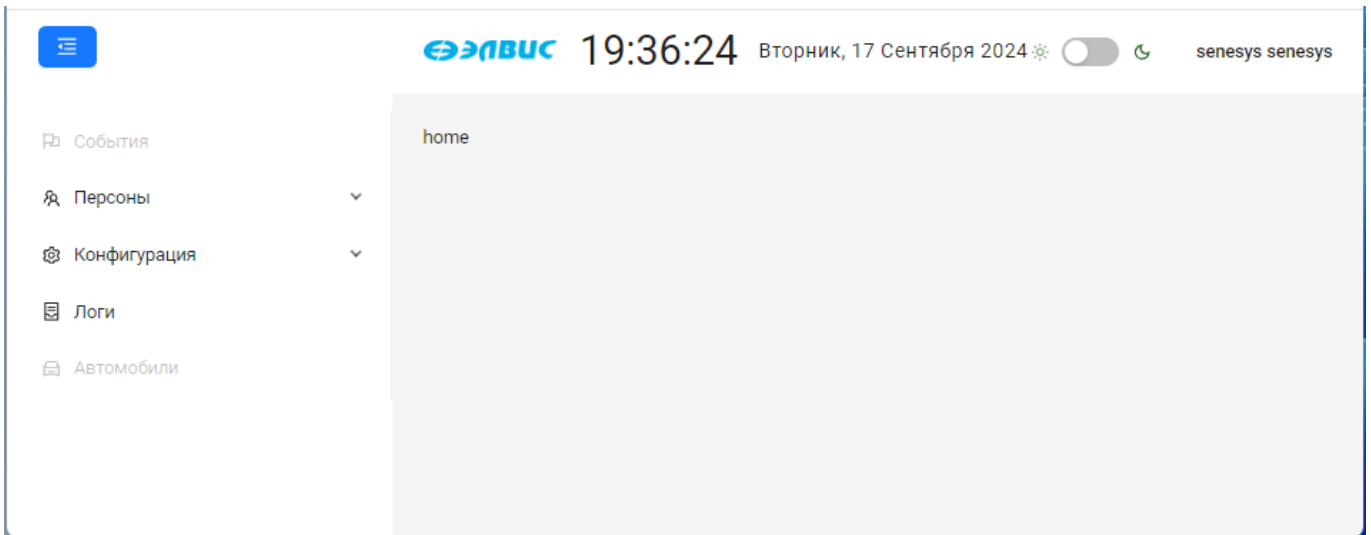 ЭЛВИС 19:36:24 Вторник, 17 Сентября 2024 senesys senesys
События
home
Персоны
Конфигурация
Логи
Автомобили